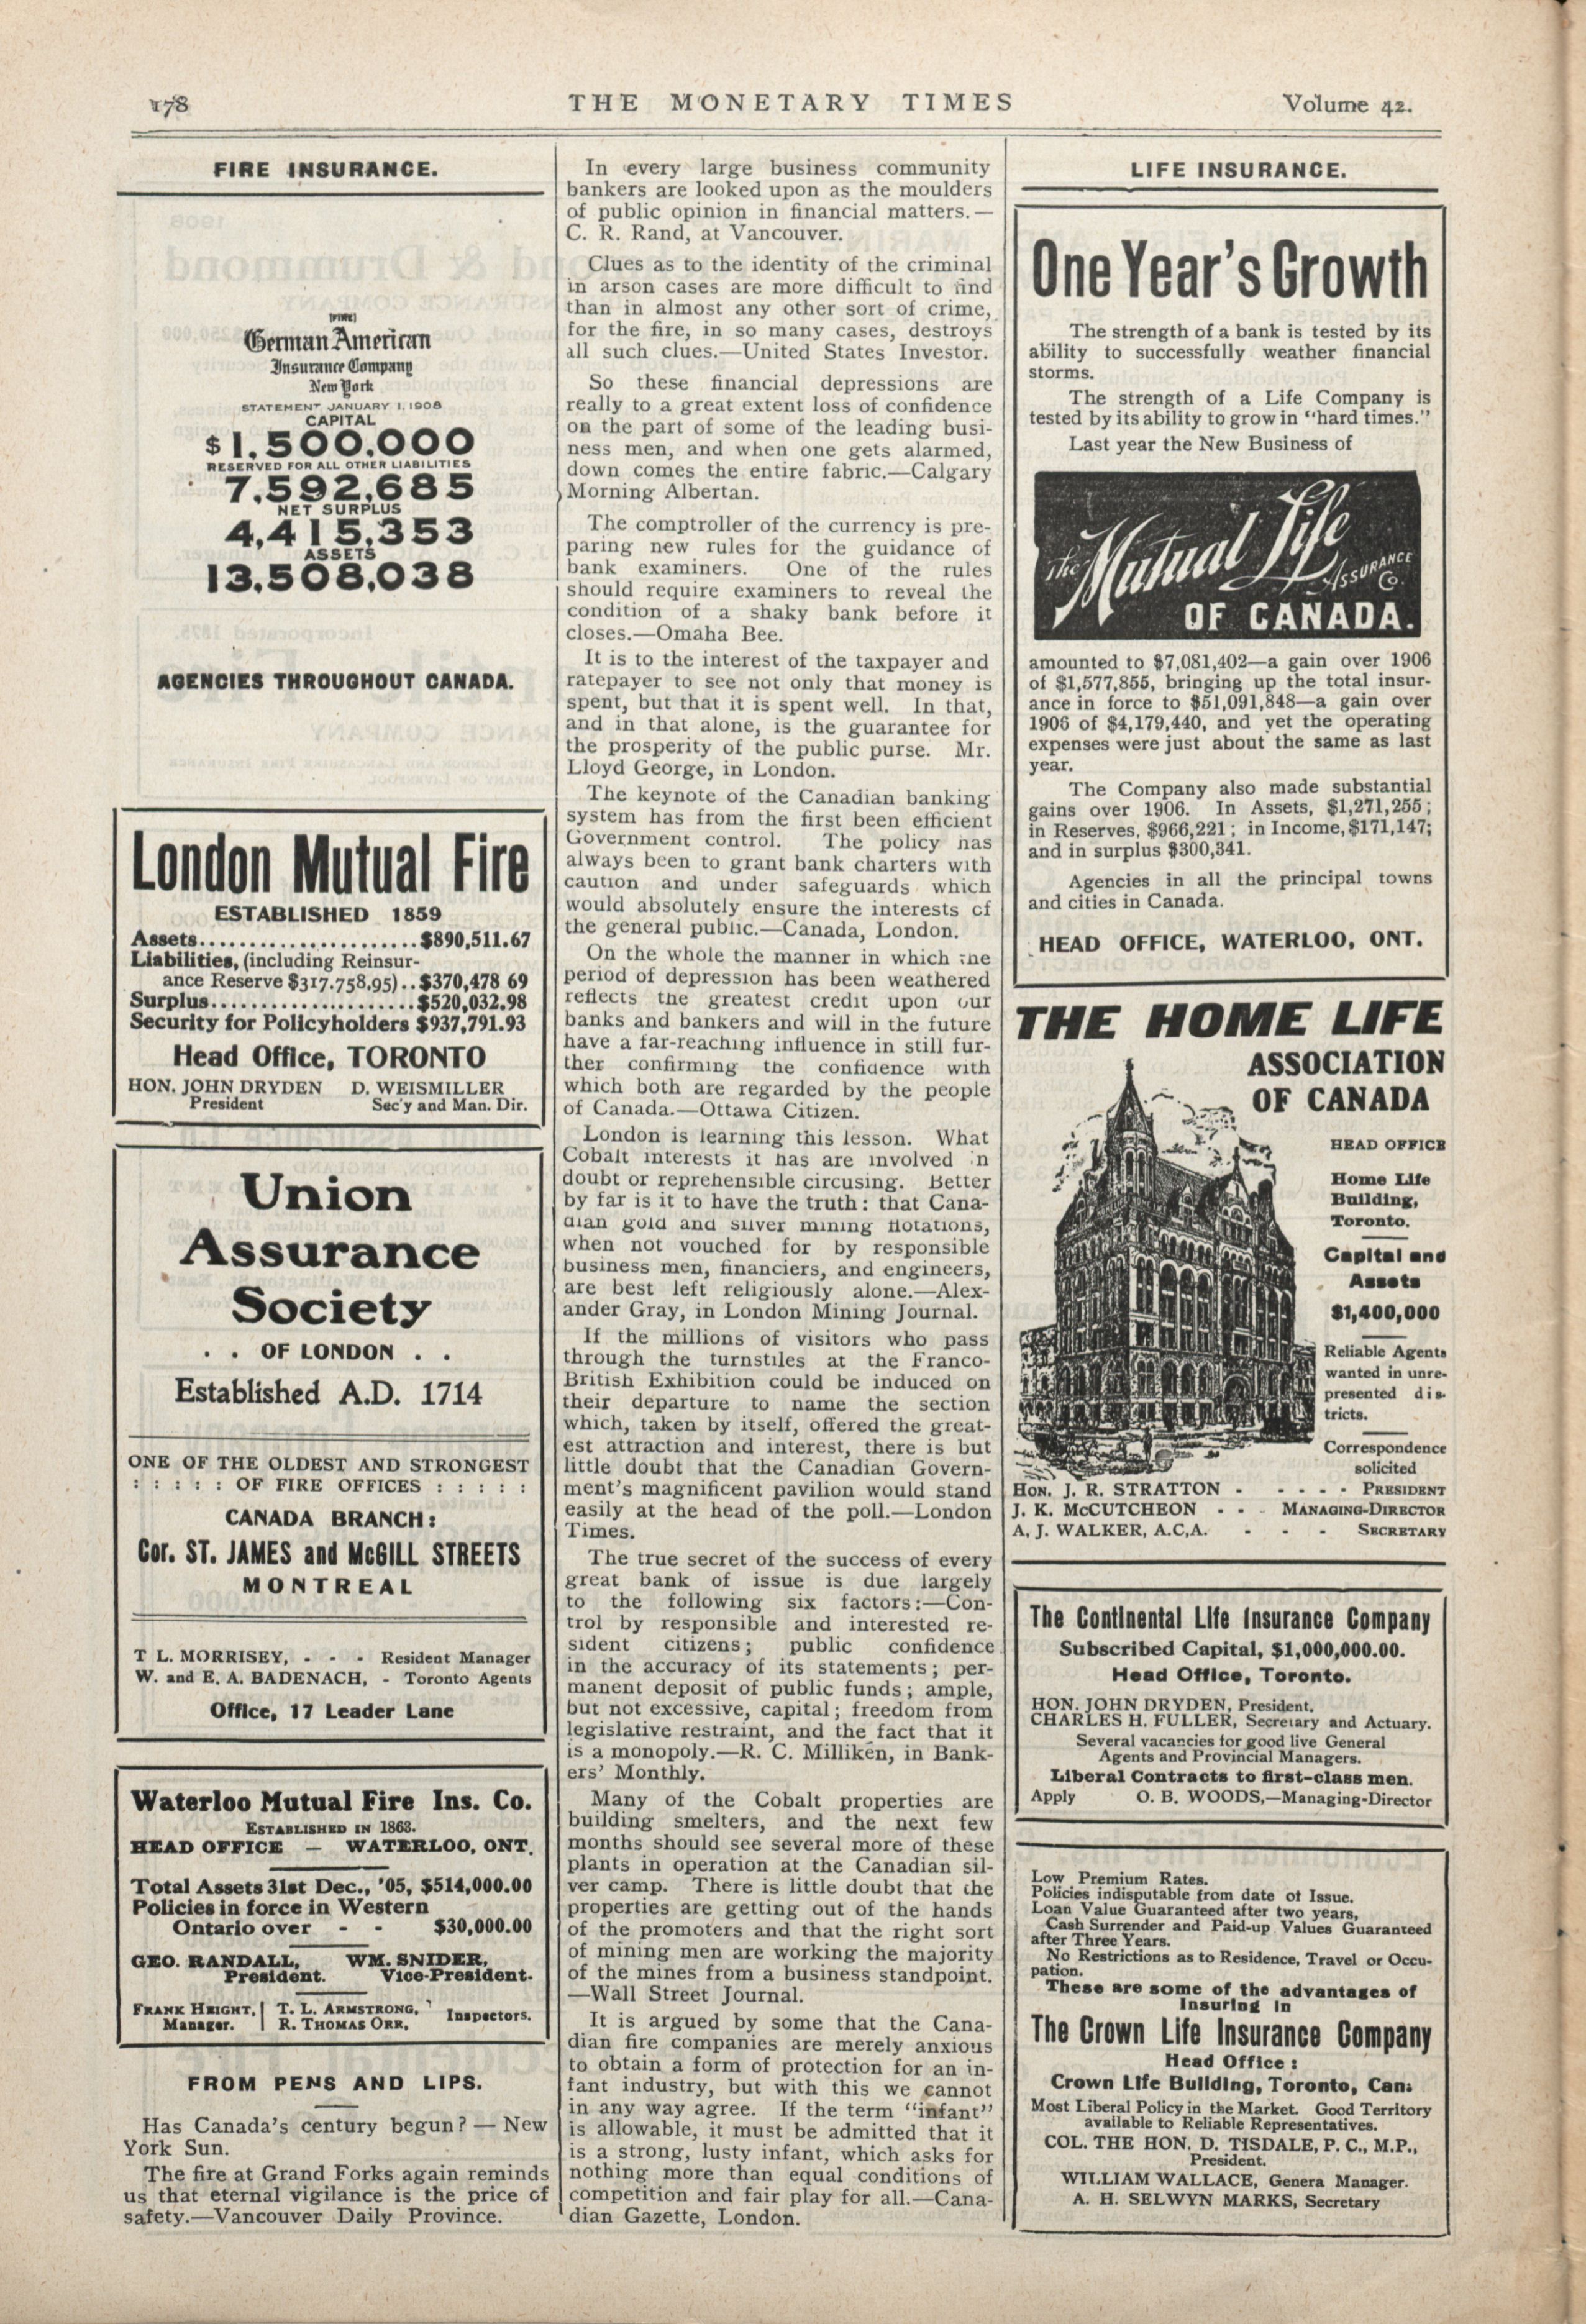 178
THE MONETARY TIMES
Volume 42.
FIRE INSURANCE.
[FIRE]
German American
Insurance Company
New York
STATEMENT JANUARY 1, 1908
CAPITAL
$1,500,000
RESERVED FOR ALL OTHER LIABILITIES
7,592,685
NET SURPLUS
4,415,353
ASSETS
13,508,038
AGENCIES THROUGHOUT CANADA.
London Mutual Fire
ESTABLISHED 1859
Assets......................$890,511.67
Liabilities, (including Reinsur-
ance Reserve $317.758,95)..$370,478 69
Surplus.....................$520,032.98
Security for Policyholders $937,791.93
Head Office, TORONTO
HON. JOHN DRYDEN D. WEISMILLER
President Sec'y and Man. Dir.
Union
Assurance
Society
. . OF LONDON . .
Established A.D. 1714
ONE OF THE OLDEST AND STRONGEST
: : : : : OF FIRE OFFICES : : : : :
CANADA BRANCH:
Cor. ST. JAMES and McGILL STREETS
MONTREAL
T L. MORRISEY, - - - Resident Manager
W. and E. A. BADENACH, - Toronto Agents
Office, 17 Leader Lane
Waterloo Mutual Fire Ins. Co.
ESTABLISHED IN 1863.
HEAD OFFICE — WATERLOO, ONT.
Total Assets 31st Dec., '05, $514,000.00
Policies in force in Western
Ontario over - - $30,000.00
GEO. RANDALL, WM. SNIDER,
President. Vice-President.
FRANK HEIGHT, T. L. ARMSTRONG,
Manager. R. THOMAS ORR, Inspectors.
FROM PENS AND LIPS.
Has Canada's century begun? — New
York Sun.
The fire at Grand Forks again reminds
us that eternal vigilance is the price of
safety.—Vancouver Daily Province.
In every large business community
bankers are looked upon as the moulders
of public opinion in financial matters.—
C. R. Rand, at Vancouver.
Clues as to the identity of the criminal
in arson cases are more difficult to find
than in almost any other sort of crime,
for the fire, in so many cases, destroys
all such clues.—United States Investor.
So these financial depressions are
really to a great extent loss of confidence
on the part of some of the leading busi-
ness men, and when one gets alarmed,
down comes the entire fabric.—Calgary
Morning Albertan.
The comptroller of the currency is pre-
paring new rules for the guidance of
bank examiners. One of the rules
should require examiners to reveal the
condition of a shaky bank before it
closes.—Omaha Bee.
It is to the interest of the taxpayer and
ratepayer to see not only that money is
spent, but that it is spent well. In that,
and in that alone, is the guarantee for
the prosperity of the public purse. Mr.
Lloyd George, in London.
The keynote of the Canadian banking
system has from the first been efficient
Government control. The policy has
always been to grant bank charters with
caution and under safeguards which
would absolutely ensure the interests of
the general public.—Canada, London.
On the whole the manner in which the
period of depression has been weathered
reflects the greatest credit upon our
banks and bankers and will in the future
have a far-reaching influence in still fur-
ther confirming the confidence with
which both are regarded by the people
of Canada.—Ottawa Citizen.
London is learning this lesson. What
Cobalt interests it has are involved in
doubt or reprehensible circusing. Better
by far is it to have the truth: that Cana-
dian gold and silver mining flotations,
when not vouched for by responsible
business men, financiers, and engineers,
are best left religiously alone.—Alex-
ander Gray, in London Mining Journal.
If the millions of visitors who pass
through the turnstiles at the Franco-
British Exhibition could be induced on
their departure to name the section
which, taken by itself, offered the great-
est attraction and interest, there is but
little doubt that the Canadian Govern-
ment's magnificent pavilion would stand
easily at the head of the poll.—London
Times.
The true secret of the success of every
great bank of issue is due largely
to the following six factors:—Con-
trol by responsible and interested re-
sident citizens; public confidence
in the accuracy of its statements; per-
manent deposit of public funds; ample,
but not excessive, capital; freedom from
legislative restraint, and the fact that it
is a monopoly.—R. C. Milliken, in Bank-
ers' Monthly.
Many of the Cobalt properties are
building smelters, and the next few
months should see several more of these
plants in operation at the Canadian sil-
ver camp. There is little doubt that the
properties are getting out of the hands
of the promoters and that the right sort
of mining men are working the majority
of the mines from a business standpoint.
—Wall Street Journal.
It is argued by some that the Cana-
dian fire companies are merely anxious
to obtain a form of protection for an in-
fant industry, but with this we cannot
in any way agree. If the term "infant"
is allowable, it must be admitted that it
is a strong, lusty infant, which asks for
nothing more than equal conditions of
competition and fair play for all.—Cana-
dian Gazette, London.
LIFE INSURANCE.
One Year's Growth
The strength of a bank is tested by its
ability to successfully weather financial
storms.
The strength of a Life Company is
tested by its ability to grow in "hard times."
Last year the New Business of
The Mutual Life
ASSURANCE
Co.
OF CANADA.
amounted to $7,081,402—a gain over 1906
of $1,577,855, bringing up the total insur-
ance in force to $51,091,848—a gain over
1906 of $4,179,440, and yet the operating
expenses were just about the same as last
year.
The Company also made substantial
gains over 1906. In Assets, $1,271,255;
in Reserves, $966,221; in Income, $171,147;
and in surplus $300,341.
Agencies in all the principal towns
and cities in Canada.
HEAD OFFICE, WATERLOO, ONT.
THE HOME LIFE
ASSOCIATION
OF CANADA
HEAD OFFICE
Home Life
Building,
Toronto.
Capital and
Assets
$1,400,000
Reliable Agents
wanted in unre-
presented dis-
tricts.
Correspondence
solicited
HON. J. R. STRATTON - - - - - PRESIDENT
J. K. McCUTCHEON - - - MANAGING-DIRECTOR
A. J. WALKER, A.C.A. - - - SECRETARY
The Continental Life Insurance Company
Subscribed Capital, $1,000,000.00.
Head Office, Toronto.
HON. JOHN DRYDEN, President.
CHARLES H. FULLER, Secretary and Actuary.
Several vacancies for good live General
Agents and Provincial Managers.
Liberal Contracts to first-class men.
Apply O. B. WOODS,—Managing-Director
Low Premium Rates.
Policies indisputable from date of Issue.
Loan Value Guaranteed after two years,
Cash Surrender and Paid-up Values Guaranteed
after Three Years.
No Restrictions as to Residence, Travel or Occu-
pation.
These are some of the advantages of
Insuring in
The Crown Life Insurance Company
Head Office:
Crown Life Building, Toronto, Can.
Most Liberal Policy in the Market. Good Territory
available to Reliable Representatives.
COL. THE HON. D. TISDALE, P. C., M.P.,
President.
WILLIAM WALLACE, Genera Manager.
A. H. SELWYN MARKS, Secretary